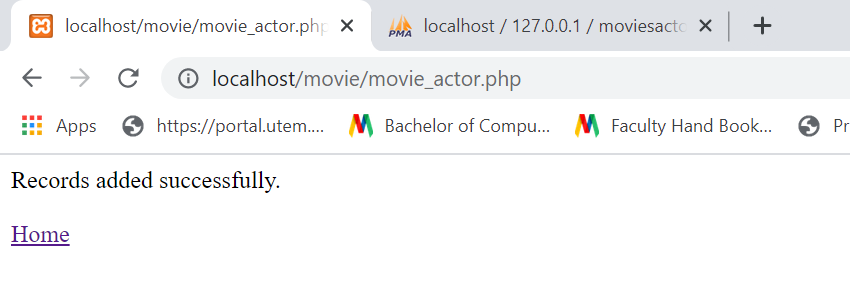 localhost/movie/movie_actor.php
PMA
localhost / 127.0.0.1 / moviesacto
localhost/movie/movie_actor.php
Apps
https://portal.utem....
Bachelor of Compu...
Faculty Hand Book...
Pr
Records added successfully.
Home